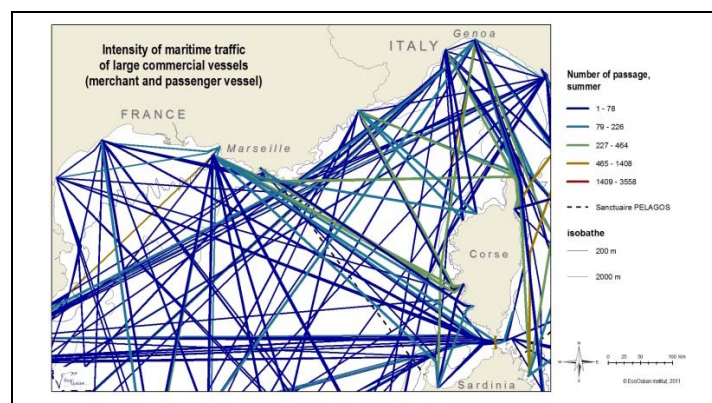 Intensity of maritime traffic
of large commercial vessels
(merchant and passenger vessel)
Genoa
ITALY
FRANCE
Marseille
Corse
Sardinia
Number of passage,
summer
1 - 78
79 - 226
227 - 464
465 - 1408
1409 - 3558
Sanctuaire PELAGOS
isobathe
200 m
2000 m
0 25 50 100 Km
© EcoOcéan Institut, 2011